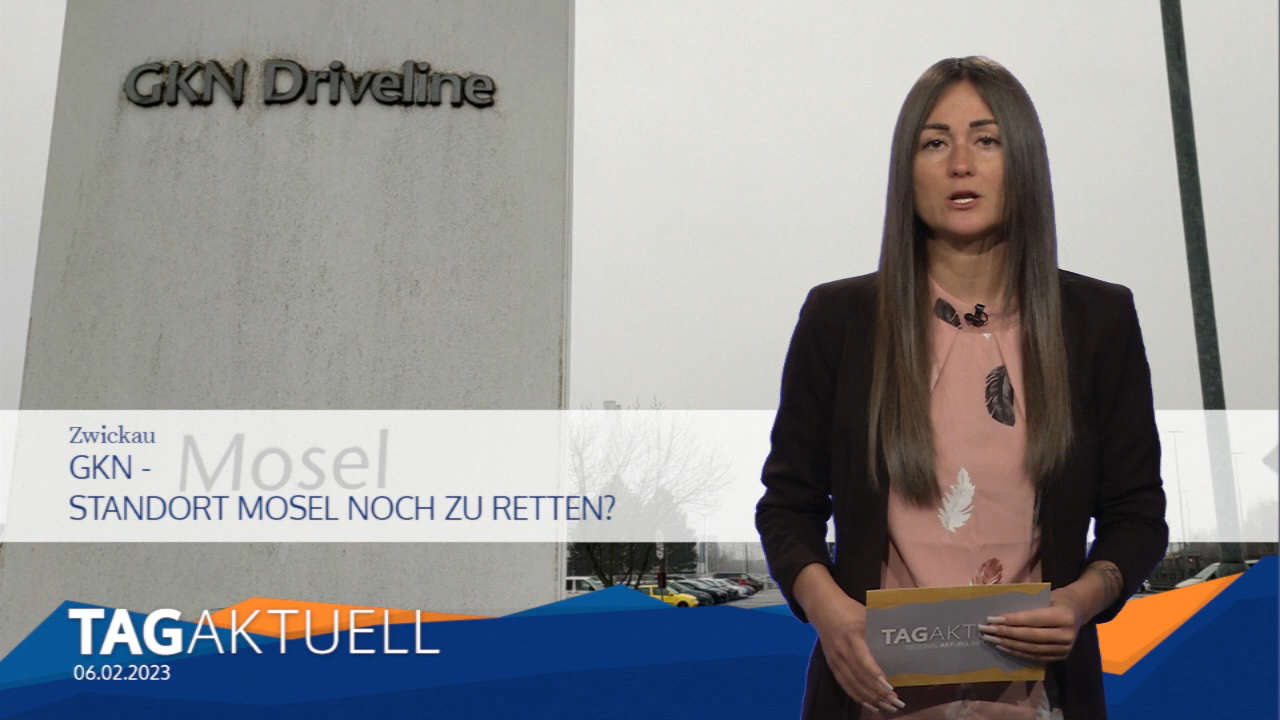 GKN Driveline
Mosel
Zwickau
GKN -
STANDORT MOSEL NOCH ZU RETTEN?
TAGAKTUELL
06.02.2023
TAGAKT